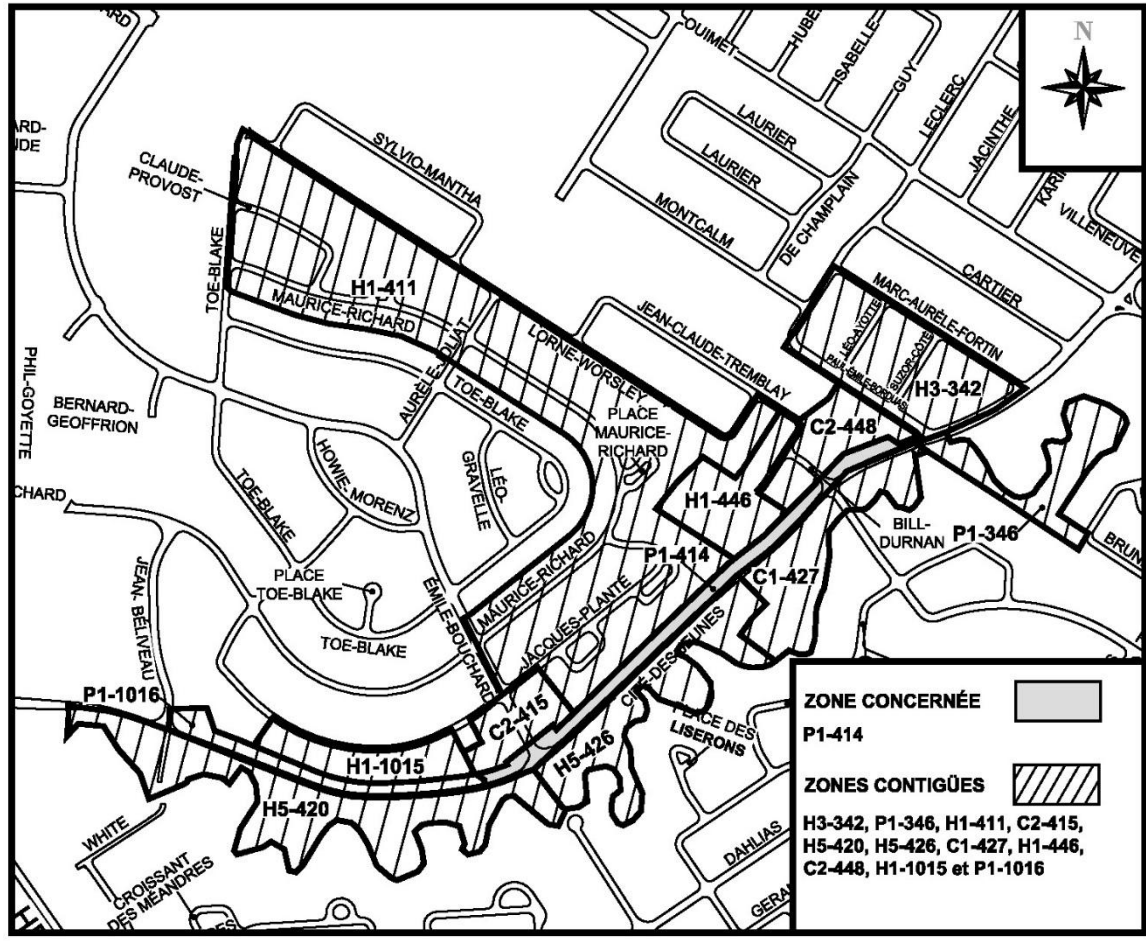 N
OUIMET
ISABELLE
GUY
LECLERC
JACINTHE
VILLENEUVE
LAURIER
LAURIER
MONTCALM
DE CHAMPLAIN
CARTIER
SYLVIO-MANTHA
CLAUDE-
PROVOST
TOE-BLAKE
H1-411
MAURICE-RICHARD
LORNE-WORSLEY
JEAN-CLAUDE-TREMBLAY
MARC-AURÈLE-FORTIN
LÉO-AYOTTE
SUZOR-CÔTÉ
PAUL-ÉMILE-BORDUAS
H3-342
PHIL-GOYETTE
BERNARD-
GEOFFRION
TOE-BLAKE
PLACE
MAURICE-
RICHARD
C2-448
HOWIE- MORENZ
LÉO-
GRAVELLE
H1-446
BILL-
DURNAN
P1-346
TOE-BLAKE
P1-414
C1-427
JEAN- BÉLIVEAU
PLACE
TOE-BLAKE
TOE-BLAKE
ÉMILE-BOUCHARD
MAURICE-RICHARD
JACQUES-PLANTE
P1-1016
C2-415
H5-426
PLACE DES
LISERONS
H1-1015
H5-420
WHITE
CROISSANT
DES MÉANDRES
DAHLIAS
ZONE CONCERNÉE
P1-414
ZONES CONTIGÜES
H3-342, P1-346, H1-411, C2-415,
H5-420, H5-426, C1-427, H1-446,
C2-448, H1-1015 et P1-1016